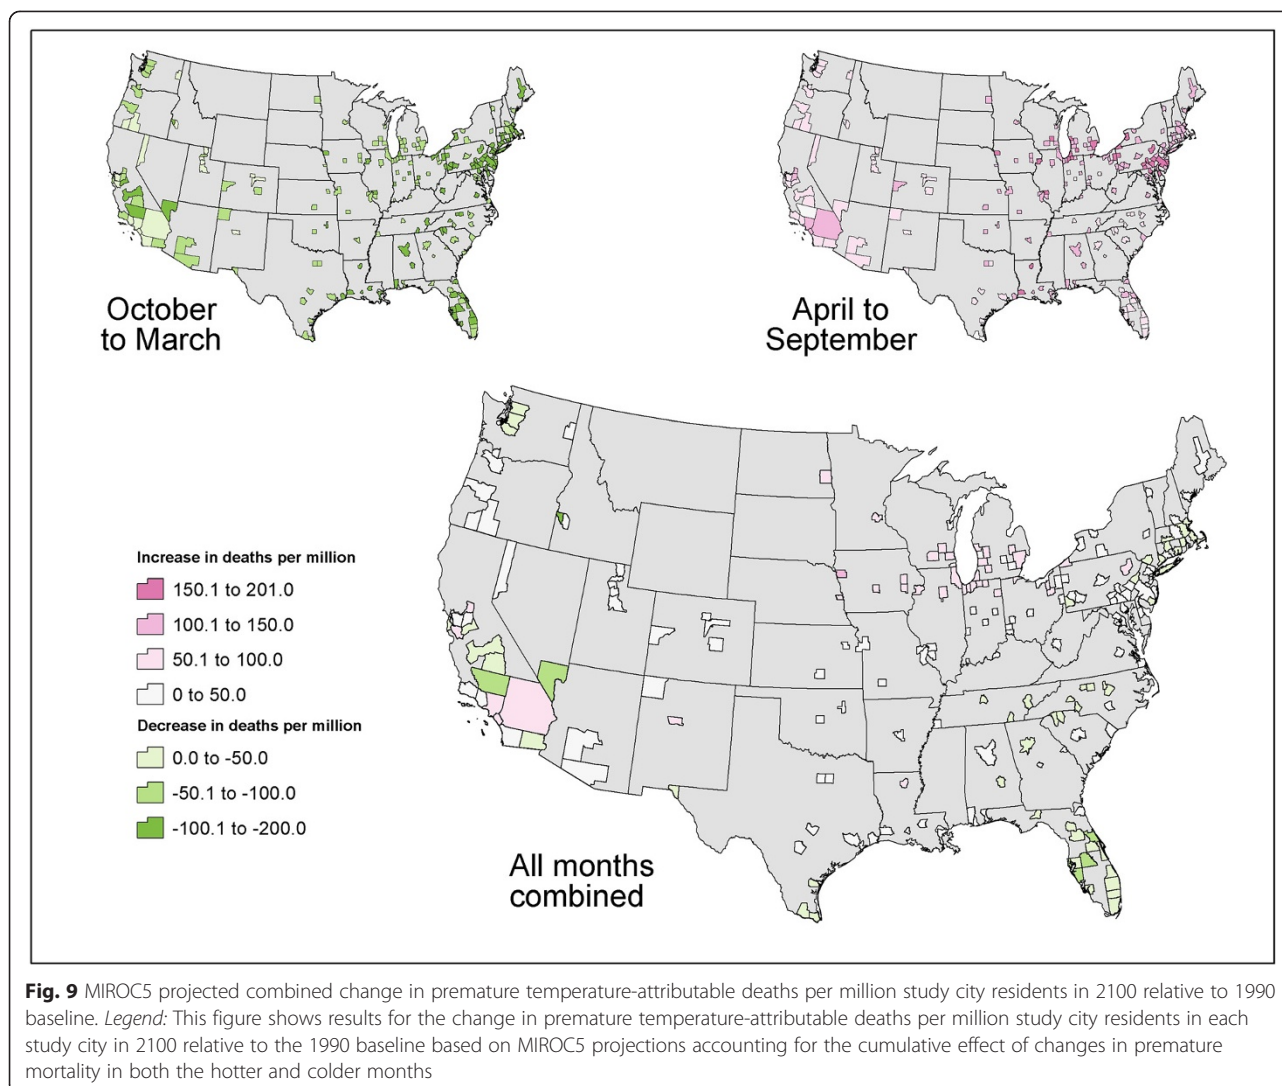 October
to March
April to
September
Increase in deaths per million
150.1 to 201.0
100.1 to 150.0
50.1 to 100.0
0 to 50.0
Decrease in deaths per million
0.0 to -50.0
-50.1 to -100.0
-100.1 to -200.0
All months
combined
Fig. 9 MIROC5 projected combined change in premature temperature-attributable deaths per million study city residents in 2100 relative to 1990
baseline. Legend: This figure shows results for the change in premature temperature-attributable deaths per million study city residents in each
study city in 2100 relative to the 1990 baseline based on MIROC5 projections accounting for the cumulative effect of changes in premature
mortality in both the hotter and colder months